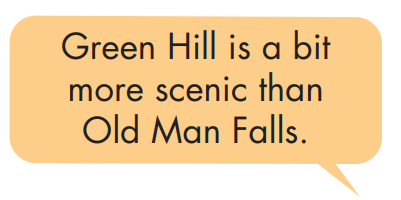 Green Hill is a bit
more scenic than
Old Man Falls.